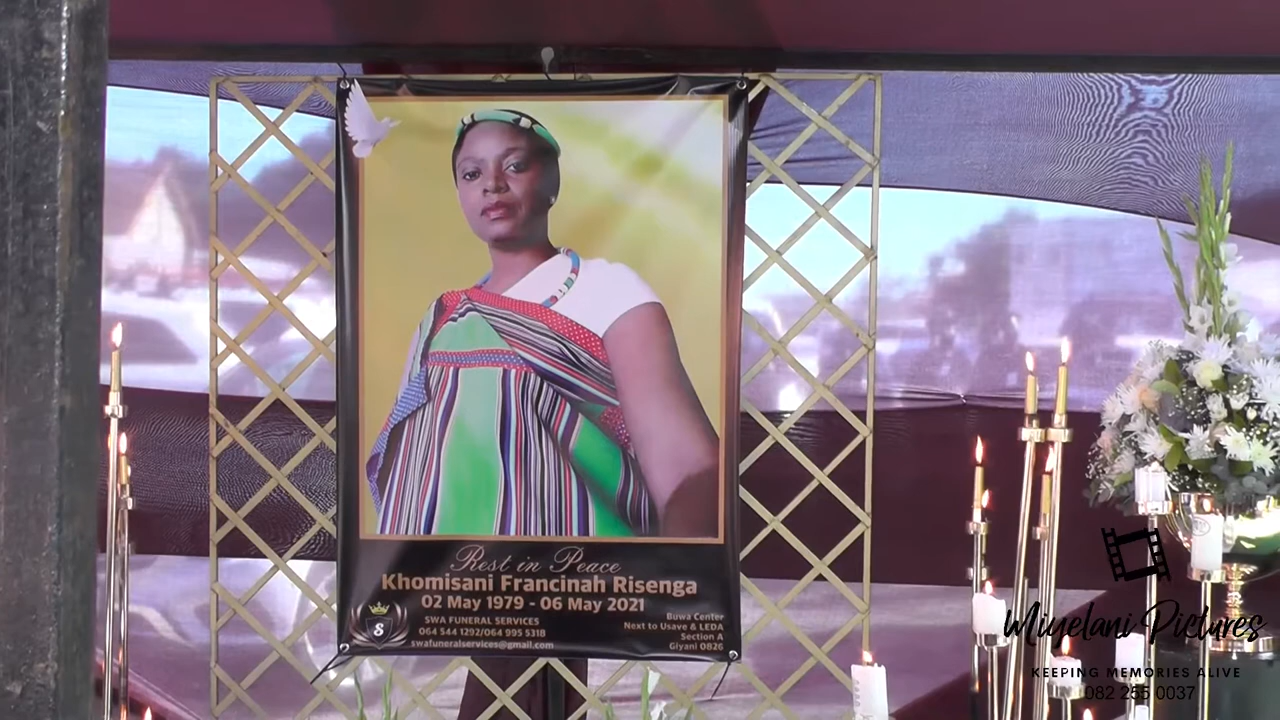 Rest in Peace
Khomisani Francinah Risenga
02 May 1979 - 06 May 2021
S
SWA FUNERAL SERVICES
064 544 1292/064 995 5318
swafuneralservices@gmail.com
Buwa Center
Next to Usave & LEDA
Section A
Giyani 0826
Miyelani Pictures
KEEPING MEMORIES ALIVE
082 255 0037